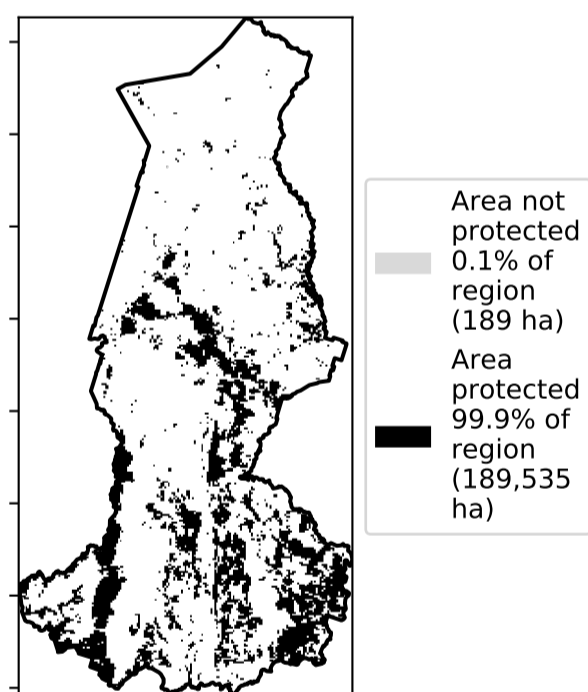 Area not
protected
0.1% of
region
(189 ha)
Area
protected
99.9% of
region
(189,535
ha)